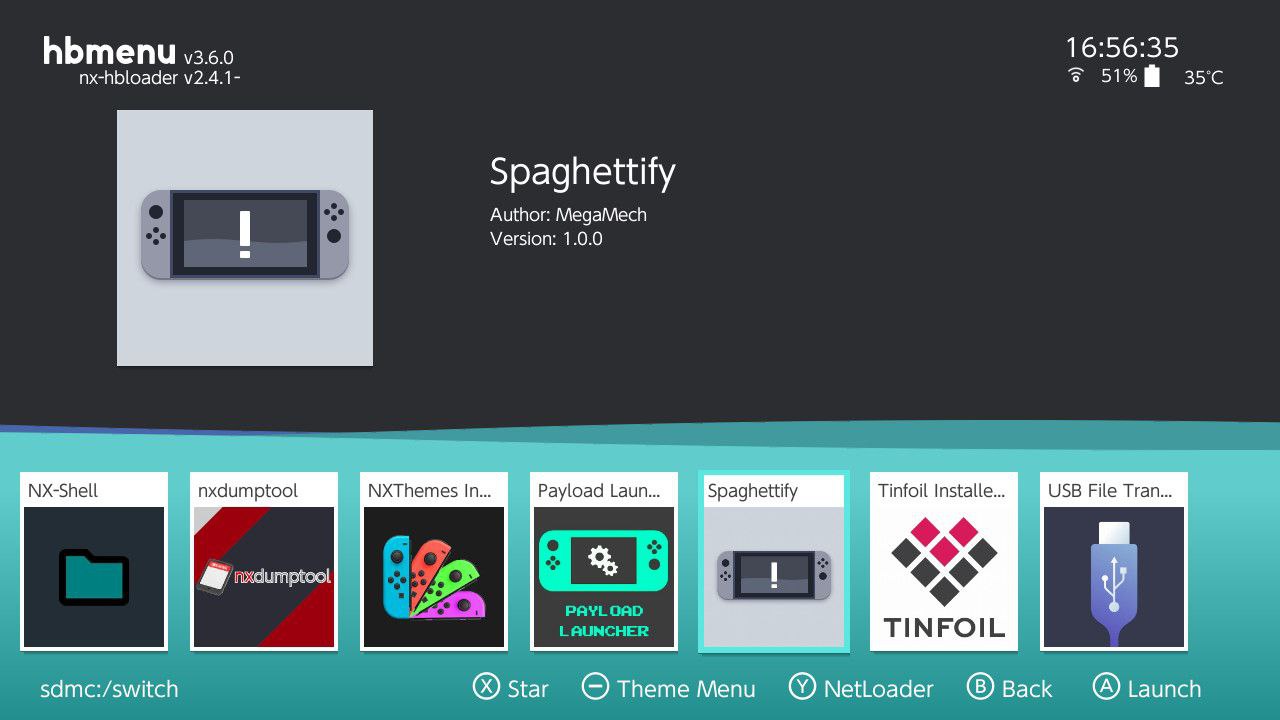 hbmenu v3.6.0
nx-hbloader v2.4.1-
16:56:35
51% 35°C
Spaghettify
Author: MegaMech
Version: 1.0.0
NX-Shell
nxdumptool
NXThemes In...
Payload Laun...
Spaghettify
Tinfoil Installe...
USB File Tran...
nxdumptool
PAYLOAD
LAUNCHER
TINFOIL
sdmc:/switch
X Star
Theme Menu
Y NetLoader
B Back
A Launch